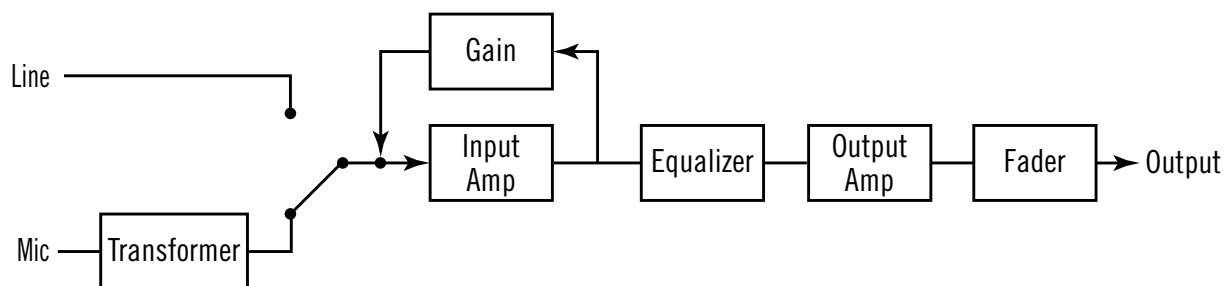 Gain
Line
Input
Amp
Equalizer
Output
Amp
Fader
Output
Mic
Transformer